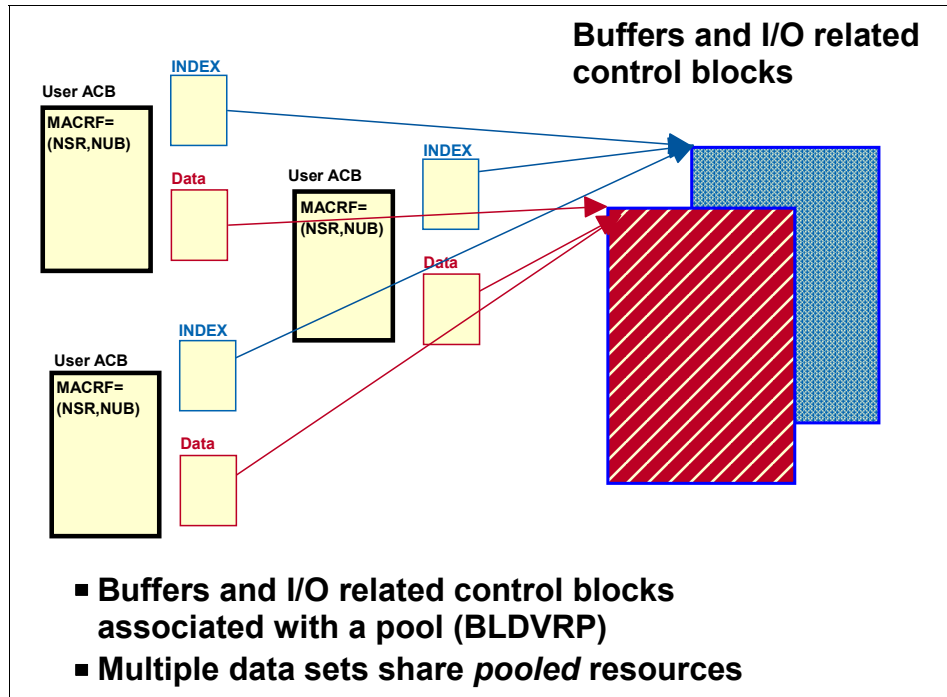 Buffers and I/O related
control blocks
INDEX
User ACB
MACRF=
(NSR,NUB)
Data
INDEX
User ACB
MACRF=
(NSR,NUB)
Data
INDEX
User ACB
MACRF=
(NSR,NUB)
Data
Buffers and I/O related control blocks
associated with a pool (BLDVRP)
Multiple data sets share pooled resources